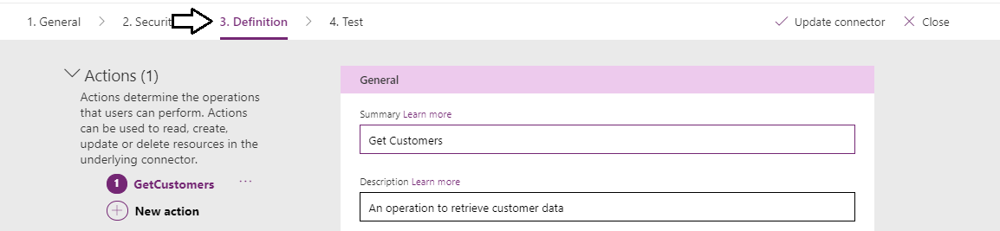 1. General
2. Securit
3. Definition
4. Test
Update connector
Close
Actions (1)
Actions determine the operations
that users can perform. Actions
can be used to read, create,
update or delete resources in the
underlying connector.
1 GetCustomers ...
New action
General
Summary Learn more
Get Customers
Description Learn more
An operation to retrieve customer data